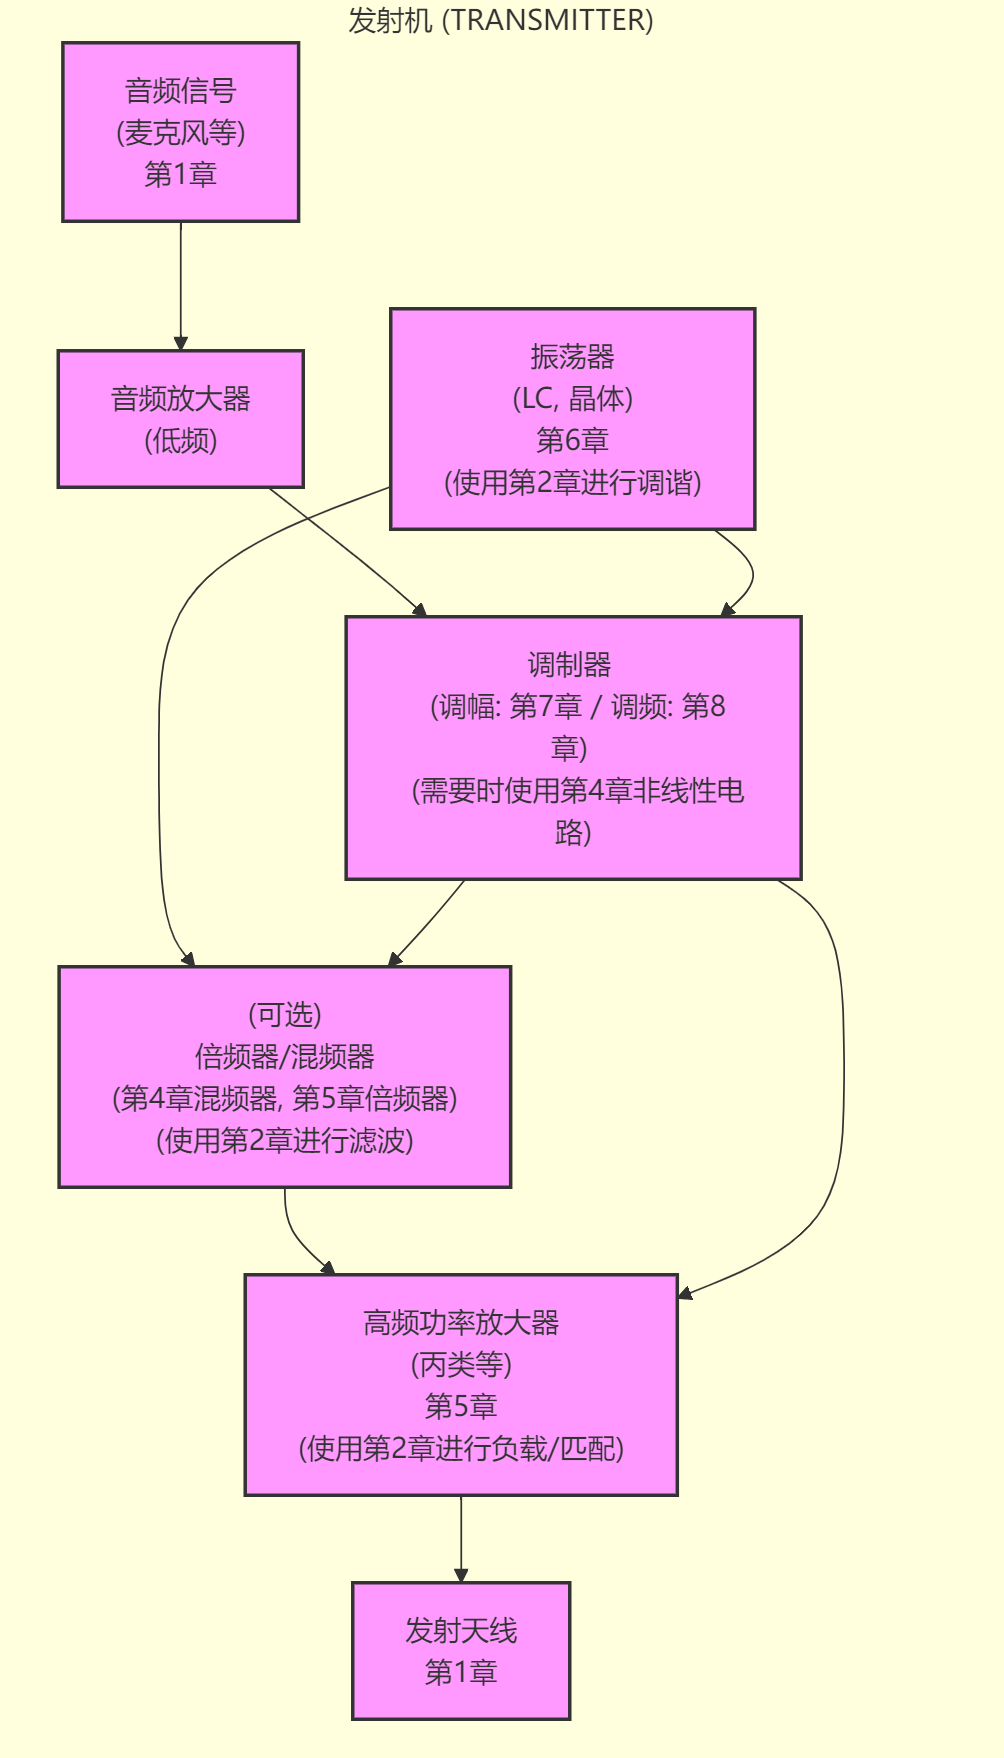 发射机 (TRANSMITTER)
音频信号
(麦克风等)
第1章
音频放大器
(低频)
振荡器
(LC, 晶体)
第6章
(使用第2章进行调谐)
调制器
(调幅: 第7章 / 调频: 第8
章)
(需要时使用第4章非线性电
路)
(可选)
倍频器/混频器
(第4章混频器, 第5章倍频器)
(使用第2章进行滤波)
高频功率放大器
(丙类等)
第5章
(使用第2章进行负载/匹配)
发射天线
第1章